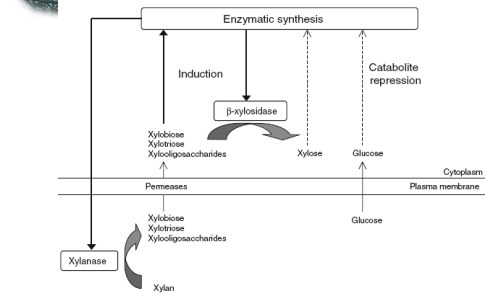 Enzymatic synthesis
Induction
Catabolite
repression
β-xylosidase
Xylobiose
Xylotriose
Xylooligosaccharides
Xylose
Glucose
Cytoplasm
Permeases
Plasma membrane
Xylobiose
Xylotriose
Xylooligosaccharides
Glucose
Xylanase
Xylan